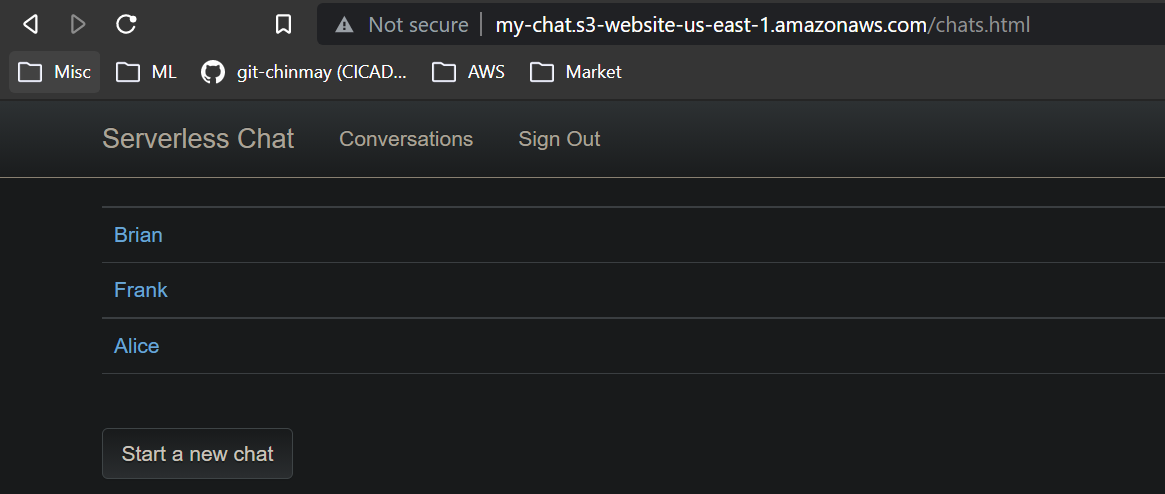 Not secure my-chat.s3-website-us-east-1.amazonaws.com/chats.html
Misc ML git-chinmay (CICAD... AWS Market
Serverless Chat Conversations Sign Out
Brian
Frank
Alice
Start a new chat